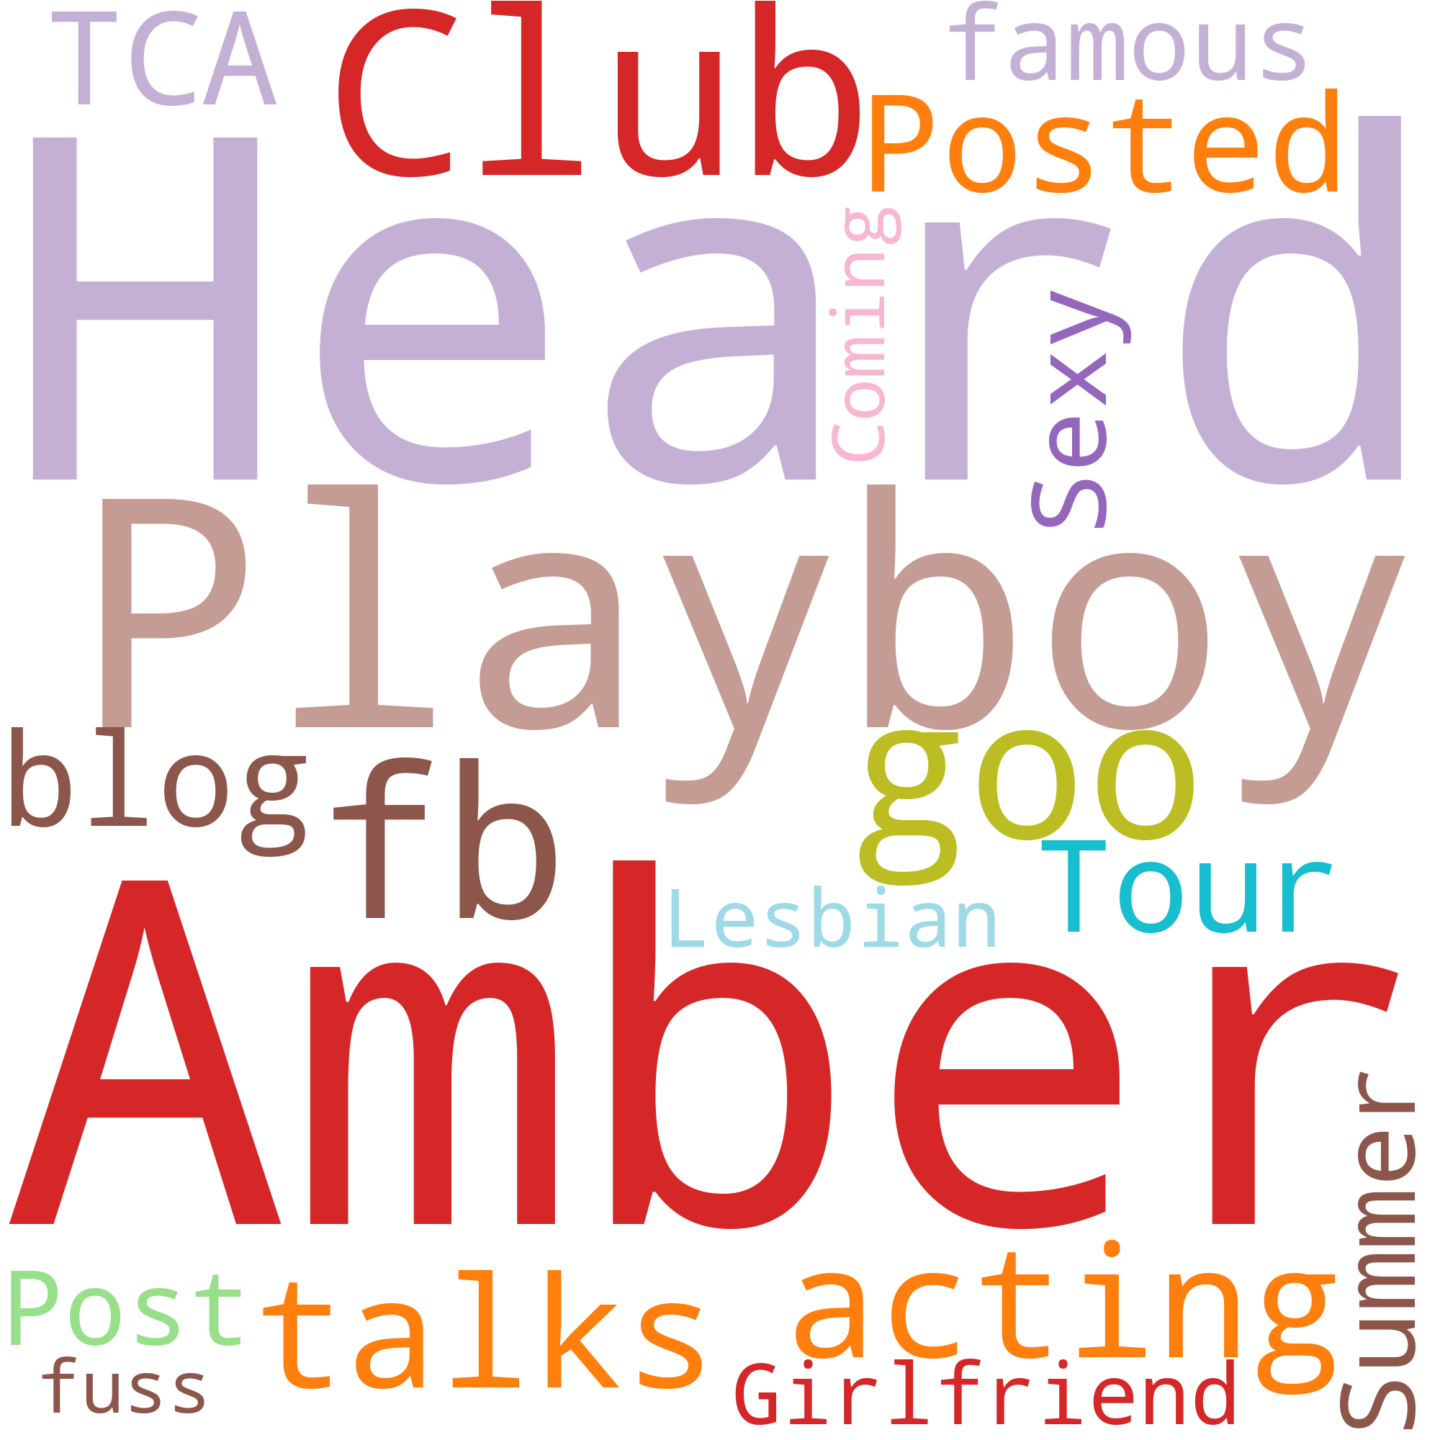 TCA
Club
famous
Posted
Heard
Coming
Sexy
Playboy
blog
fb
goo
Tour
Lesbian
Amber
Summer
Post
talks
acting
fuss
Girlfriend